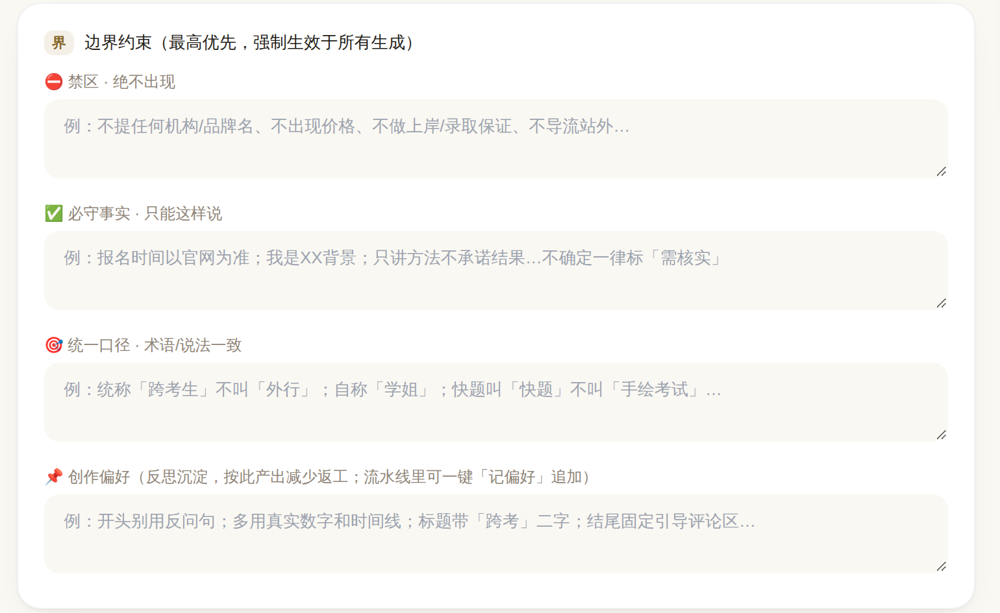 界 边界约束（最高优先，强制生效于所有生成）
⛔ 禁区 · 绝不出现
例：不提任何机构/品牌名、不出现价格、不做上岸/录取保证、不导流站外…
✅ 必守事实 · 只能这样说
例：报名时间以官网为准；我是XX背景；只讲方法不承诺结果…不确定一律标「需核实」
🎯 统一口径 · 术语/说法一致
例：统称「跨考生」不叫「外行」；自称「学姐」；快题叫「快题」不叫「手绘考试」…
📌 创作偏好（反思沉淀，按此产出减少返工；流水线里可一键「记偏好」追加）
例：开头别用反问句；多用真实数字和时间线；标题带「跨考」二字；结尾固定引导评论区…